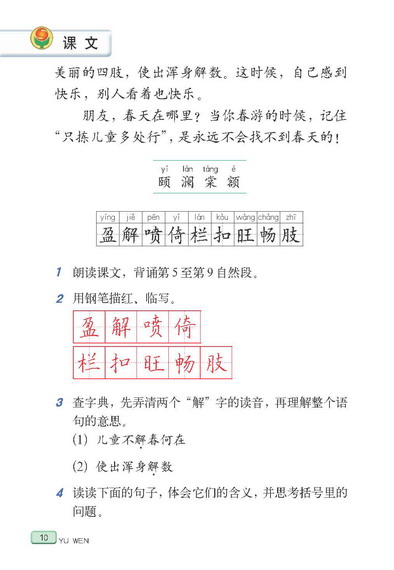 课文
美丽的四肢，使出浑身解数。这时候，自己感到
快乐，别人看着也快乐。
朋友，春天在哪里？当你春游的时候，记住
“只拣儿童多处行”，是永远不会找不到春天的！
yí lán táng é
颐 澜 棠 额
yíng jiě pēn yǐ lán kòu wàng chàng zhī
盈解喷倚栏扣旺畅肢
1 朗读课文，背诵第5至第9自然段。
2 用钢笔描红、临写。
盈解喷倚
栏扣旺畅肢
3 查字典，先弄清两个“解”字的读音，再理解整个语
句的意思。
(1) 儿童不解春何在
(2) 使出浑身解数
4 读读下面的句子，体会它们的含义，并思考括号里的
问题。
10 YU WEN